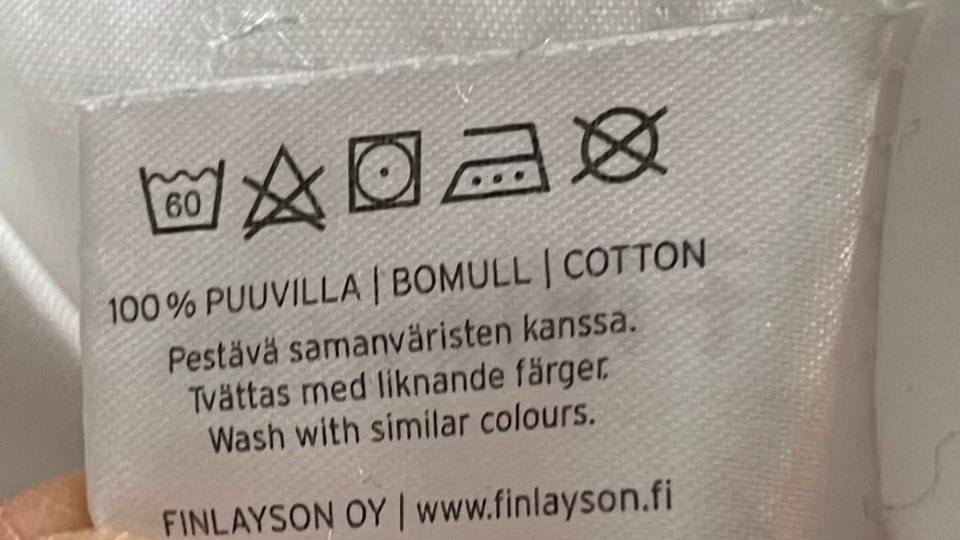 60
100 % PUUVILLA | BOMULL | COTTON
Pestävä samanväristen kanssa.
Tvättas med liknande färger.
Wash with similar colours.
FINLAYSON OY | www.finlayson.fi